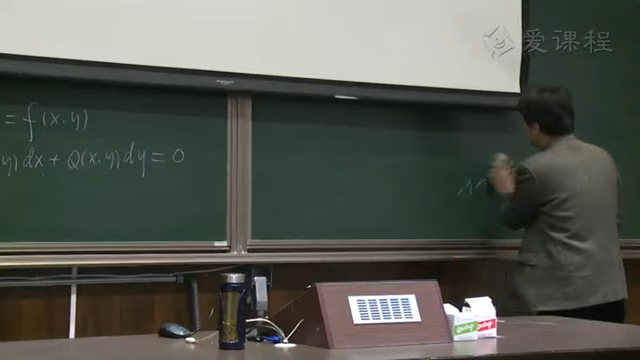 爱课程
= f(x,y)
y)dx + Q(x,y)dy = 0